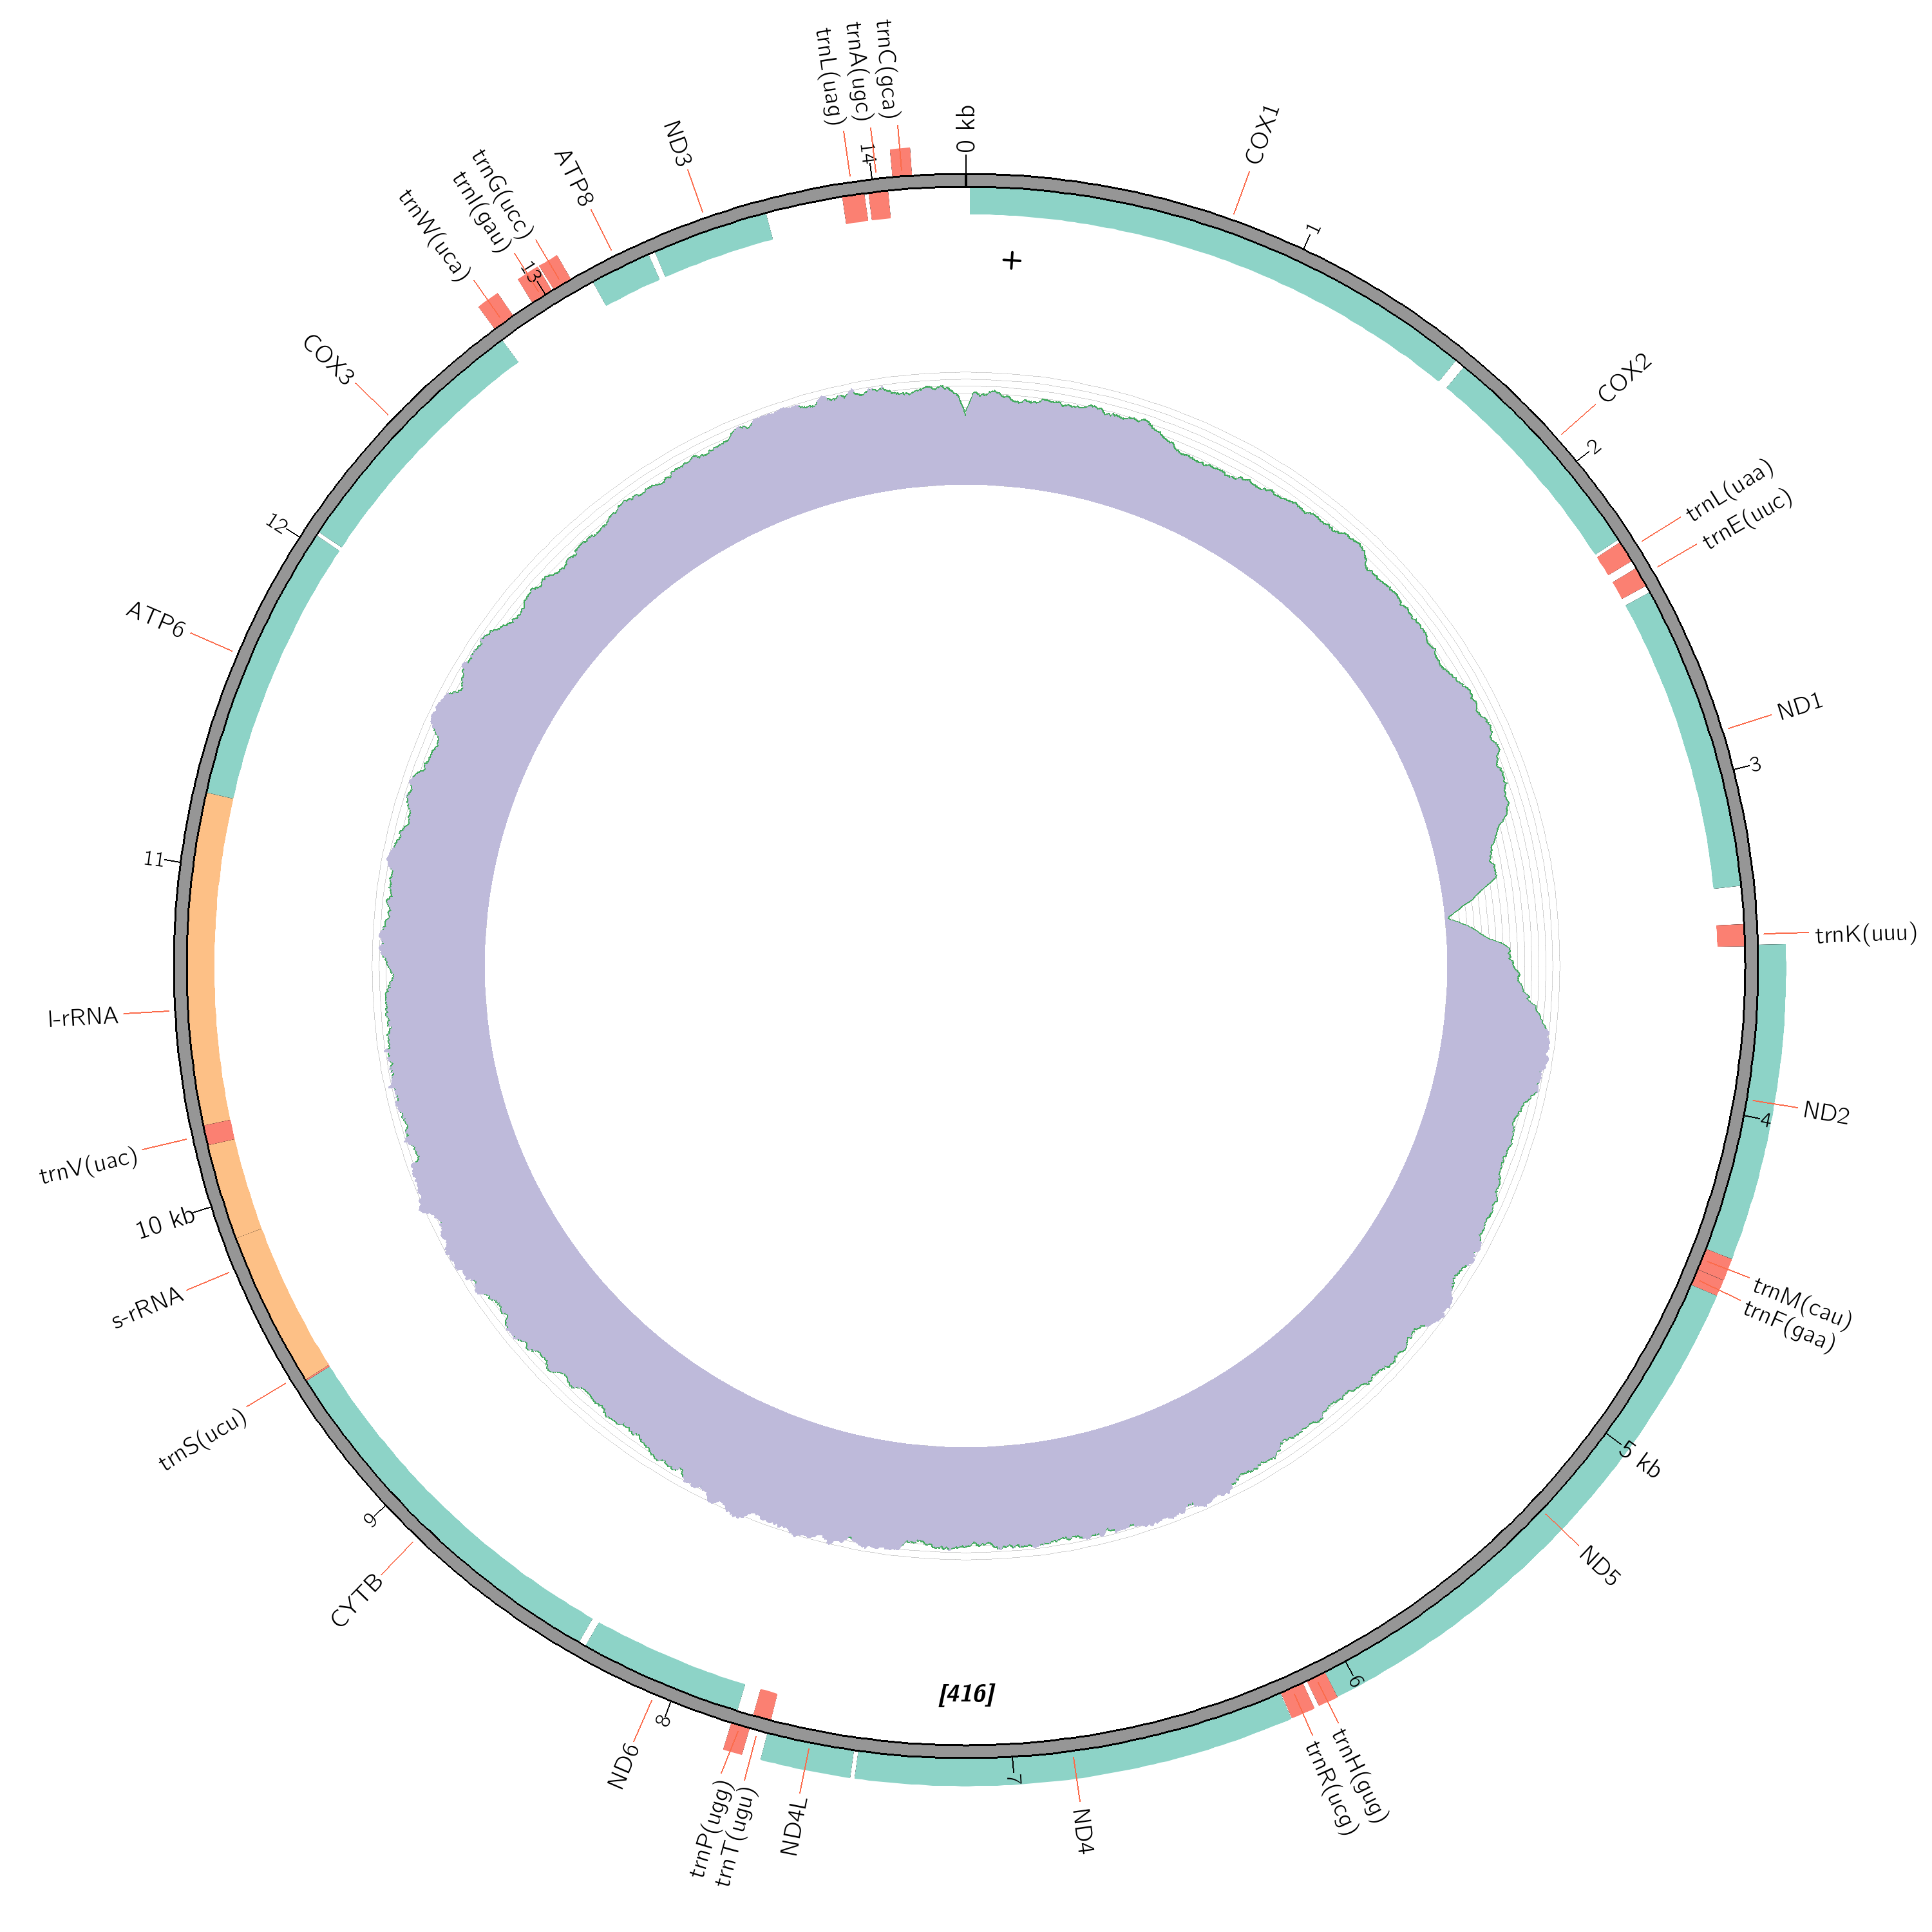 0 kb
COX1
1
COX2
2
trnL(uaa)
trnE(uuc)
ND1
3
trnK(uuu)
ND2
4
trnM(cau)
trnF(gaa)
5 kb
ND5
6
trnH(gug)
trnR(ucg)
ND4
7
ND4L
trnT(ugu)
trnP(ugg)
8
ND6
CYTB
9
trnS(ucu)
s-rRNA
10 kb
trnV(uac)
l-rRNA
11
ATP6
12
COX3
trnW(uca)
13
trnI(gau)
trnG(ucc)
ATP8
ND3
trnL(uag)
14
trnA(ugc)
trnC(gca)
+
[416]